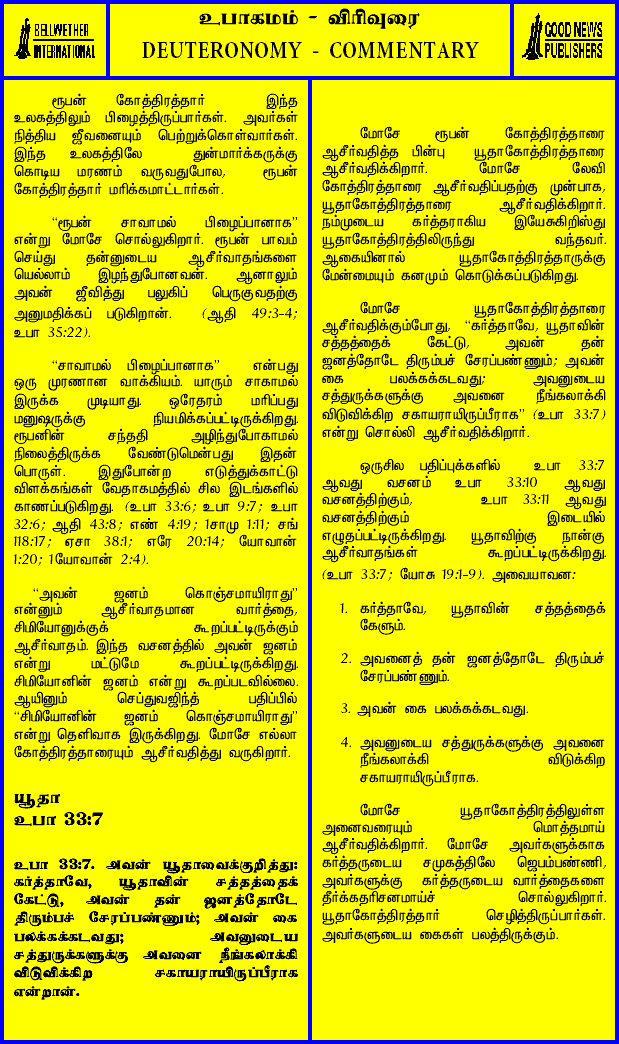 BELLWETHER
INTERNATIONAL
உபாகமம் - விரிவுரை
DEUTERONOMY - COMMENTARY
GOOD NEWS
PUBLISHERS
ரூபன் கோத்திரத்தார் இந்த
உலகத்திலும் பிழைத்திருப்பார்கள். அவர்கள்
நித்திய ஜீவனையும் பெற்றுக்கொள்வார்கள்.
இந்த உலகத்திலே துன்மார்க்கருக்கு
கொடிய மரணம் வருவதுபோல, ரூபன்
கோத்திரத்தார் மரிக்கமாட்டார்கள்.
“ரூபன் சாவாமல் பிழைப்பானாக”
என்று மோசே சொல்லுகிறார். ரூபன் பாவம்
செய்து தன்னுடைய ஆசீர்வாதங்களை
யெல்லாம் இழந்துபோனவன். ஆனாலும்
அவன் ஜீவித்து பலுகிப் பெருகுவதற்கு
அனுமதிக்கப் படுகிறான். (ஆதி 49:3-4;
உபா 35:22).
“சாவாமல் பிழைப்பானாக” என்பது
ஒரு முரணான வாக்கியம். யாரும் சாகாமல்
இருக்க முடியாது. ஒரேதரம் மரிப்பது
மனுஷருக்கு நியமிக்கப்பட்டிருக்கிறது.
ரூபனின் சந்ததி அழிந்துபோகாமல்
நிலைத்திருக்க வேண்டுமென்பது இதன்
பொருள். இதுபோன்ற எடுத்துக்காட்டு
விளக்கங்கள் வேதாகமத்தில் சில இடங்களில்
காணப்படுகிறது. (உபா 33:6; உபா 9:7; உபா
32:6; ஆதி 43:8; எண் 4:19; 1சாமு 1:11; சங்
118:17; ஏசா 38:1; எரே 20:14; யோவான்
1:20; 1யோவான் 2:4).
“அவன் ஜனம் கொஞ்சமாயிராது”
என்னும் ஆசீர்வாதமான வார்த்தை,
சிமியோனுக்குக் கூறப்பட்டிருக்கும்
ஆசீர்வாதம். இந்த வசனத்தில் அவன் ஜனம்
என்று மட்டுமே கூறப்பட்டிருக்கிறது.
சிமியோனின் ஜனம் என்று கூறப்படவில்லை.
ஆயினும் செப்துவஜிந்த் பதிப்பில்
“சிமியோனின் ஜனம் கொஞ்சமாயிராது”
என்று தெளிவாக இருக்கிறது. மோசே எல்லா
கோத்திரத்தாரையும் ஆசீர்வதித்து வருகிறார்.
யூதா
உபா 33:7
உபா 33:7. அவன் யூதாவைக்குறித்து:
கர்த்தாவே, யூதாவின் சத்தத்தைக்
கேட்டு, அவன் தன் ஜனத்தோடே
திரும்பச் சேரப்பண்ணும்; அவன் கை
பலக்கக்கடவது; அவனுடைய
சத்துருக்களுக்கு அவனை நீங்கலாக்கி
விடுவிக்கிற சகாயராயிருப்பீராக
என்றான்.
மோசே ரூபன் கோத்திரத்தாரை
ஆசீர்வதித்த பின்பு யூதாகோத்திரத்தாரை
ஆசீர்வதிக்கிறார். மோசே லேவி
கோத்திரத்தாரை ஆசீர்வதிப்பதற்கு முன்பாக,
யூதாகோத்திரத்தாரை ஆசீர்வதிக்கிறார்.
நம்முடைய கர்த்தராகிய இயேசுகிறிஸ்து
யூதாகோத்திரத்திலிருந்து வந்தவர்.
ஆகையினால் யூதாகோத்திரத்தாருக்கு
மேன்மையும் கனமும் கொடுக்கப்படுகிறது.
மோசே யூதாகோத்திரத்தாரை
ஆசீர்வதிக்கும்போது, “கர்த்தாவே, யூதாவின்
சத்தத்தைக் கேட்டு, அவன் தன்
ஜனத்தோடே திரும்பச் சேரப்பண்ணும்; அவன்
கை பலக்கக்கடவது; அவனுடைய
சத்துருக்களுக்கு அவனை நீங்கலாக்கி
விடுவிக்கிற சகாயராயிருப்பீராக” (உபா 33:7)
என்று சொல்லி ஆசீர்வதிக்கிறார்.
ஒருசில பதிப்புக்களில் உபா 33:7
ஆவது வசனம் உபா 33:10 ஆவது
வசனத்திற்கும், உபா 33:11 ஆவது
வசனத்திற்கும் இடையில்
எழுதப்பட்டிருக்கிறது. யூதாவிற்கு நான்கு
ஆசீர்வாதங்கள் கூறப்பட்டிருக்கிறது.
(உபா 33:7; யோசு 19:1-9). அவையாவன:
1. கர்த்தாவே, யூதாவின் சத்தத்தைக்
கேளும்.
2. அவனைத் தன் ஜனத்தோடே திரும்பச்
சேரப்பண்ணும்.
3. அவன் கை பலக்கக்கடவது.
4. அவனுடைய சத்துருக்களுக்கு அவனை
நீங்கலாக்கி விடுக்கிற
சகாயராயிருப்பீராக.
மோசே யூதாகோத்திரத்திலுள்ள
அனைவரையும் மொத்தமாய்
ஆசீர்வதிக்கிறார். மோசே அவர்களுக்காக
கர்த்தருடைய சமுகத்திலே ஜெபம்பண்ணி,
அவர்களுக்கு கர்த்தருடைய வார்த்தைகளை
தீர்க்கதரிசனமாய்ச் சொல்லுகிறார்.
யூதாகோத்திரத்தார் செழித்திருப்பார்கள்.
அவர்களுடைய கைகள் பலத்திருக்கும்.